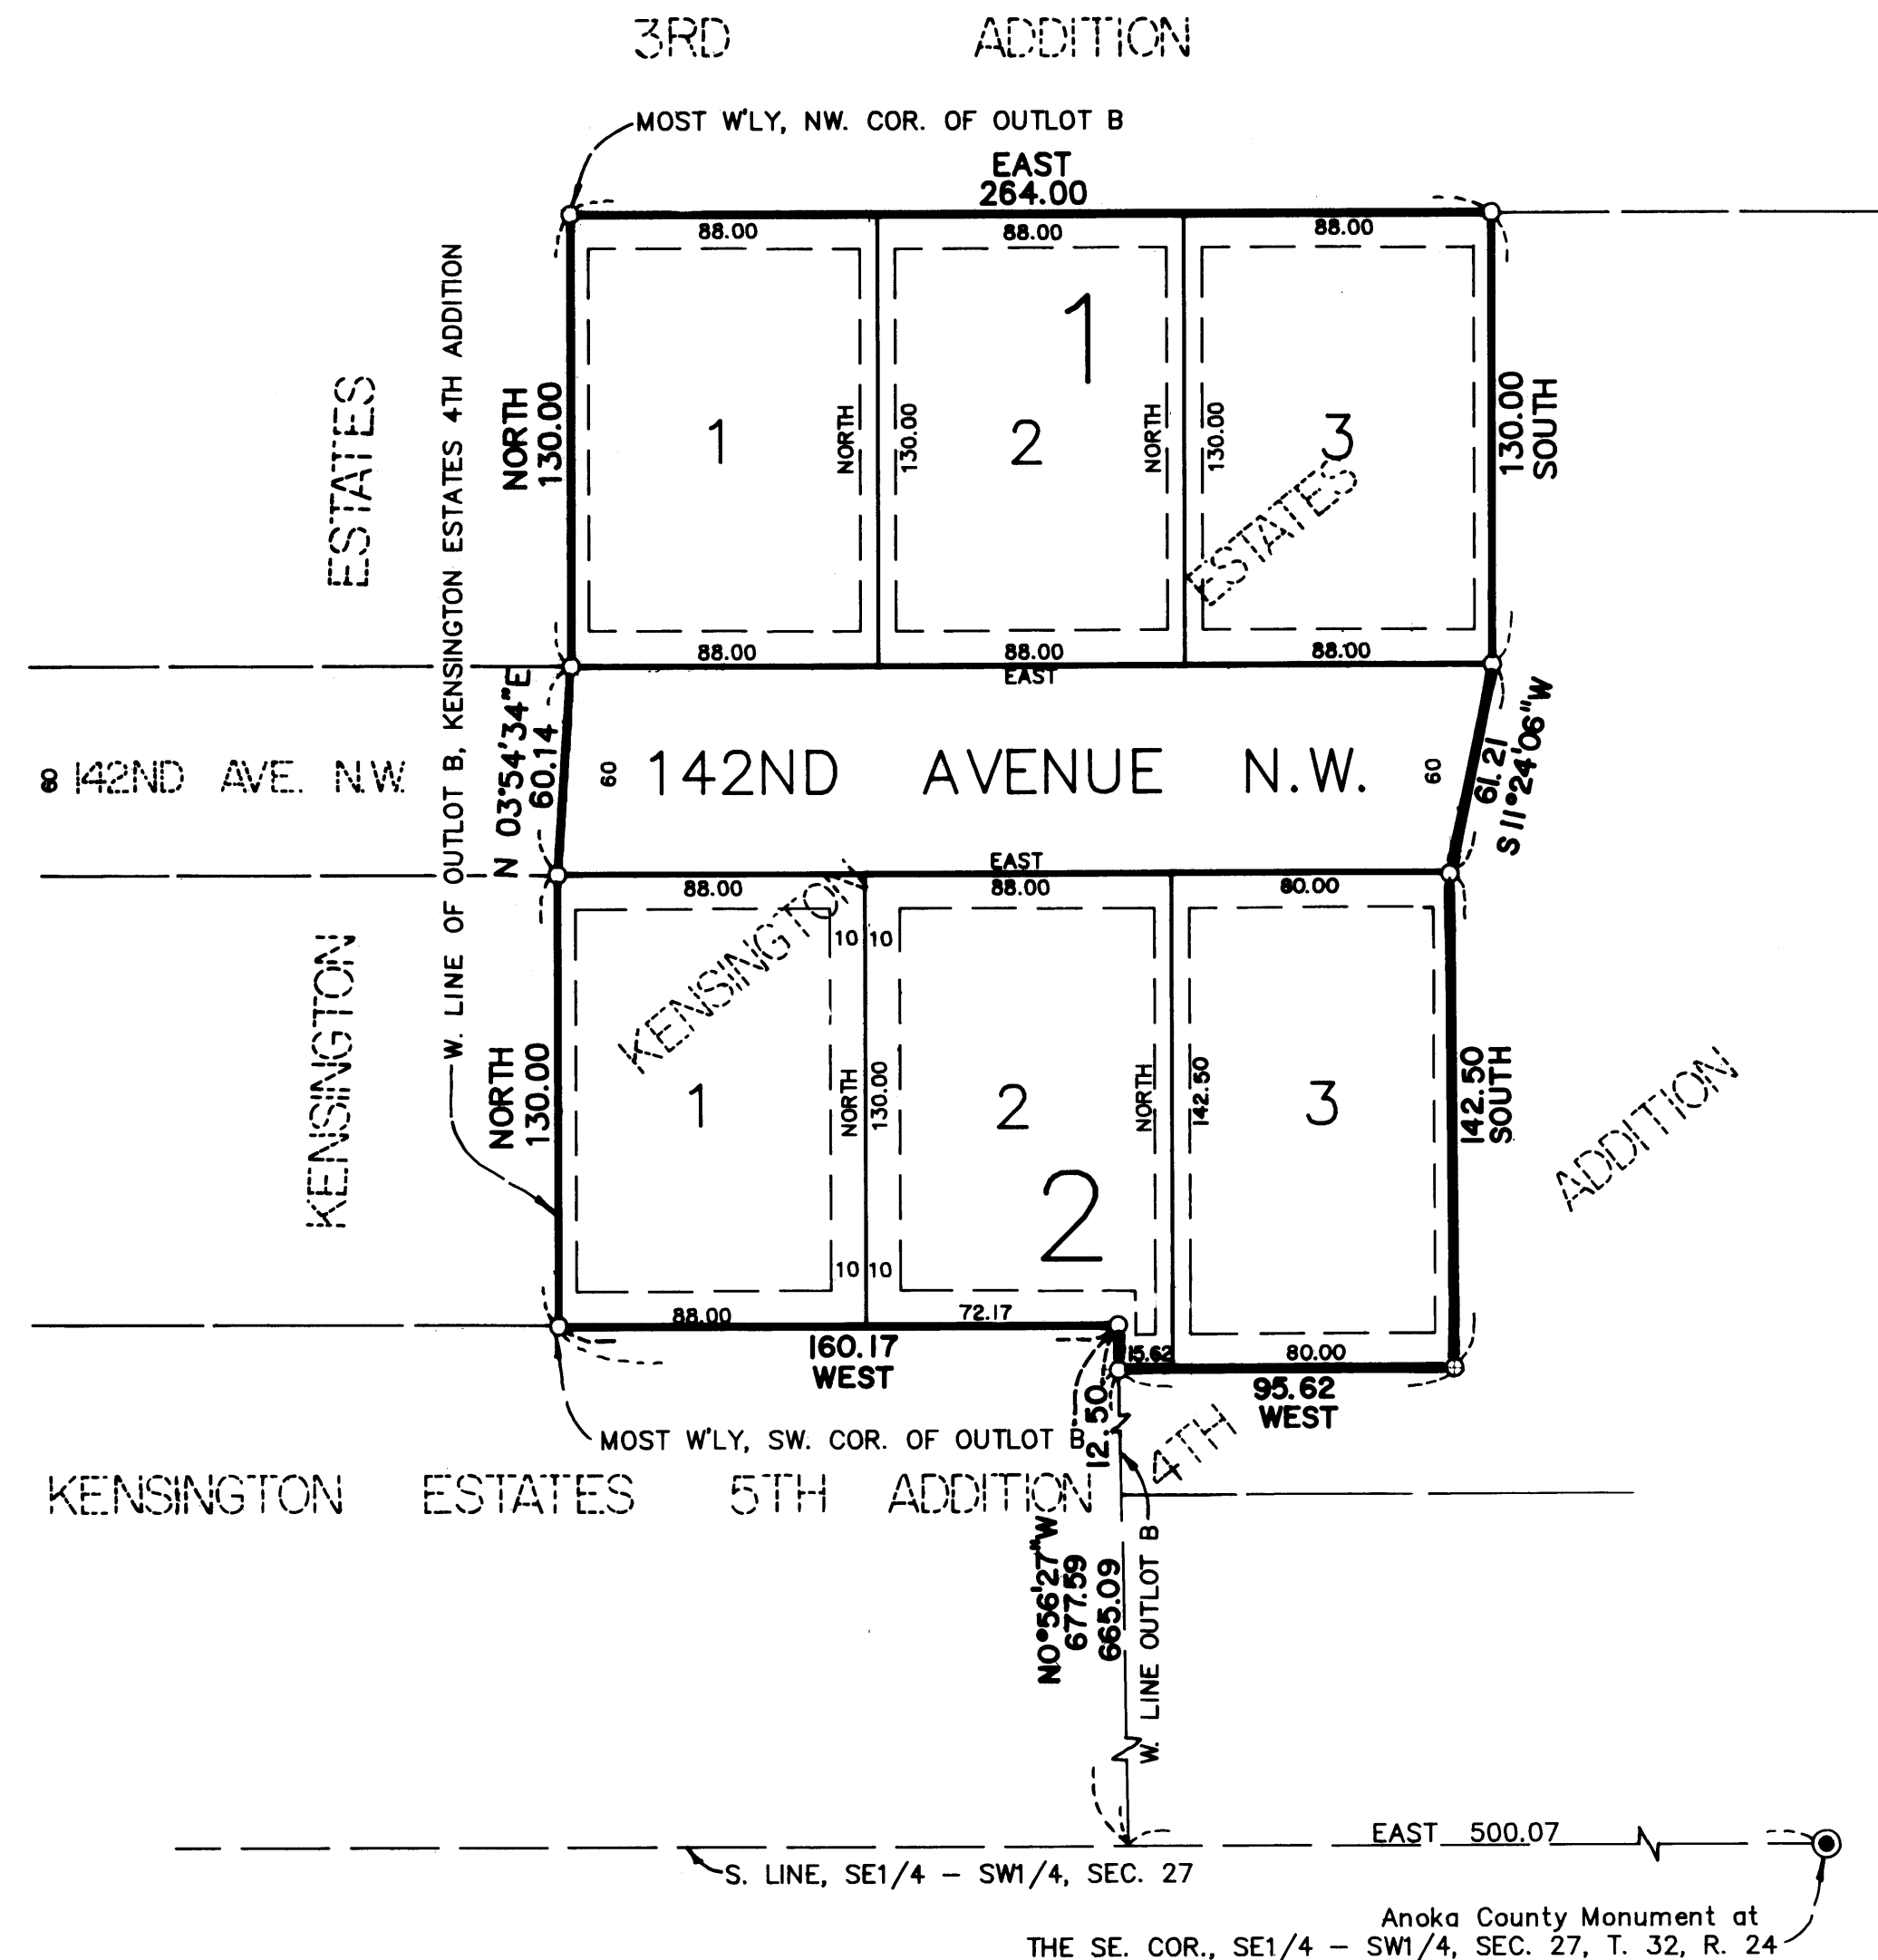 3RD ADDITION
MOST W'LY, NW. COR. OF OUTLOT B
EAST
264.00
88.00 88.00 88.00
ESTATES
W. LINE OF OUTLOT B, KENSINGTON ESTATES 4TH ADDITION
NORTH
130.00
1
1
NORTH
130.00
2
NORTH
130.00
3
ESTATES
130.00
SOUTH
88.00 88.00 88.00
EAST
N 03°54'34"E
60.14
60 142ND AVE. N.W.
60 142ND AVENUE N.W. 60
61.21
S 11°24'06"W
EAST
88.00 88.00 80.00
KENSINGTON
KENSINGTON
10 10
NORTH
130.00
1
NORTH
130.00
2
2
NORTH
142.50
3
142.50
SOUTH
ADDITION
10 10
88.00 72.17
160.17
WEST
15.62 80.00
95.62
WEST
12.50
MOST W'LY, SW. COR. OF OUTLOT B
4TH
KENSINGTON ESTATES 5TH ADDITION
N0°56'27"W
677.59
665.09
W. LINE OUTLOT B
EAST 500.07
S. LINE, SE1/4 – SW1/4, SEC. 27
Anoka County Monument at
THE SE. COR., SE1/4 – SW1/4, SEC. 27, T. 32, R. 24